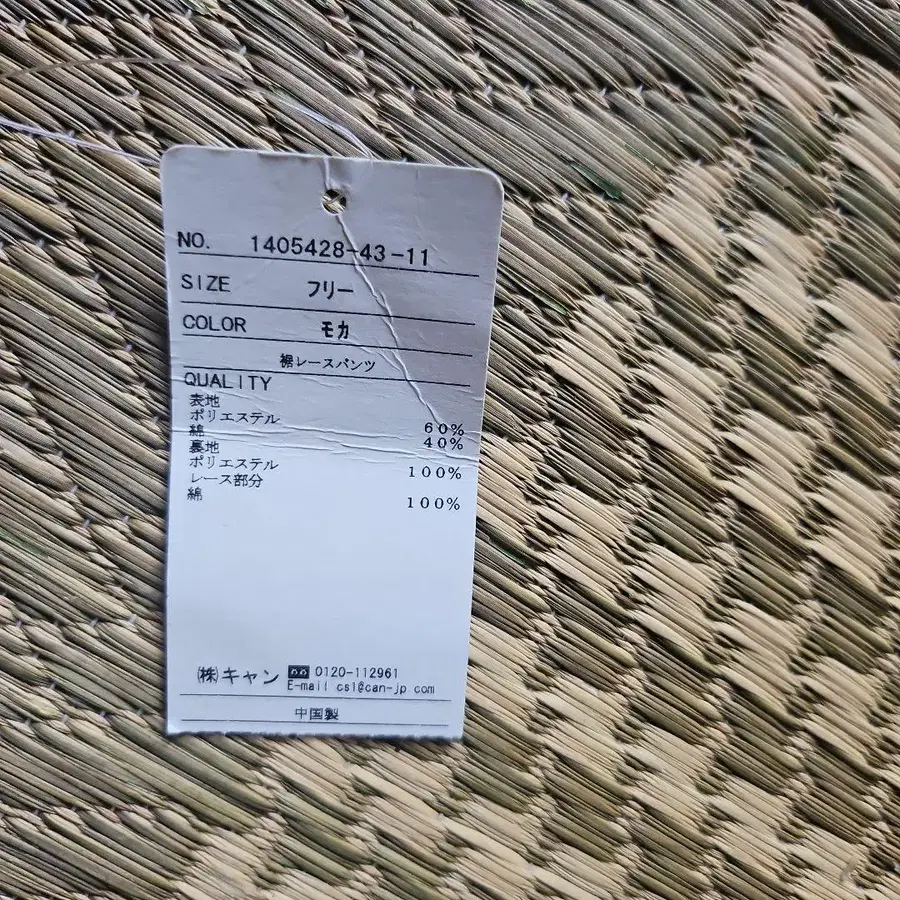 NO. 1405428-43-11
SIZE フリー
COLOR モカ
裾レースパンツ
QUALITY
表地
ポリエステル 60%
綿 40%
裏地
ポリエステル 100%
レース部分
綿 100%
㈱キャン 0120-112961
E-mail cs1@can-jp com
中国製